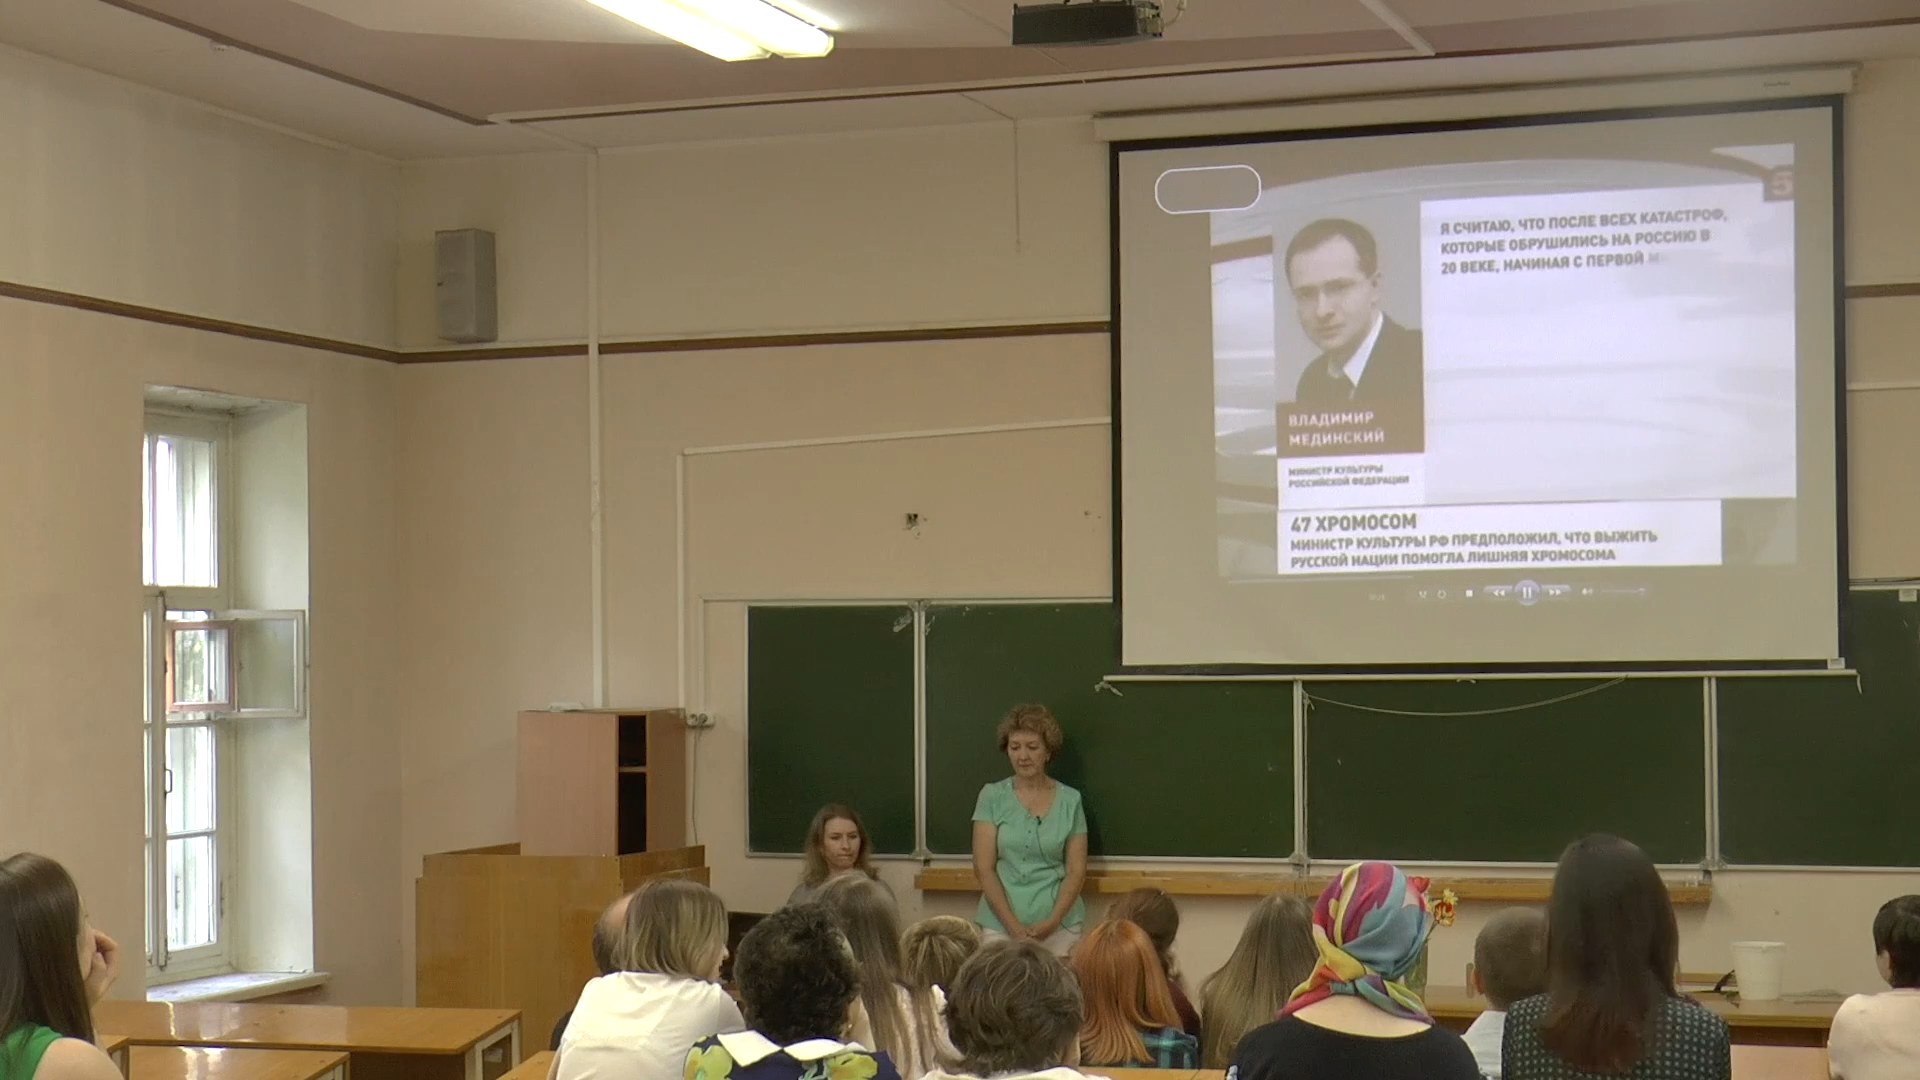 5
Я СЧИТАЮ, ЧТО ПОСЛЕ ВСЕХ КАТАСТРОФ,
КОТОРЫЕ ОБРУШИЛИСЬ НА РОССИЮ В
20 ВЕКЕ, НАЧИНАЯ С ПЕРВОЙ М
ВЛАДИМИР
МЕДИНСКИЙ
МИНИСТР КУЛЬТУРЫ
РОССИЙСКОЙ ФЕДЕРАЦИИ
47 ХРОМОСОМ
МИНИСТР КУЛЬТУРЫ РФ ПРЕДПОЛОЖИЛ, ЧТО ВЫЖИТЬ
РУССКОЙ НАЦИИ ПОМОГЛА ЛИШНЯЯ ХРОМОСОМА